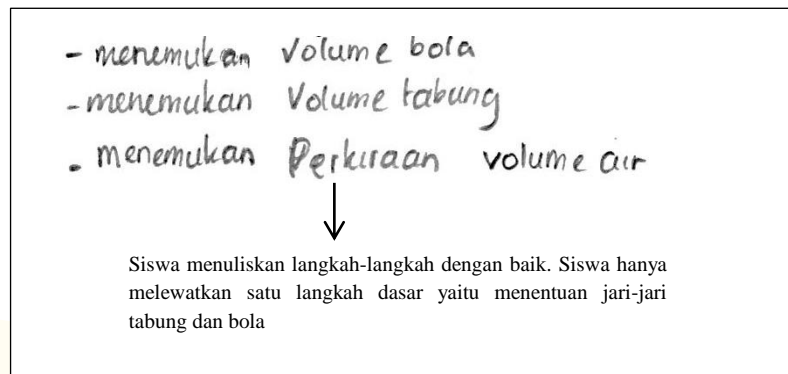 - menemukan volume bola
- menemukan Volume tabung
- menemukan Perkiraan volume air
Siswa menuliskan langkah-langkah dengan baik. Siswa hanya
melewatkan satu langkah dasar yaitu menentuan jari-jari
tabung dan bola